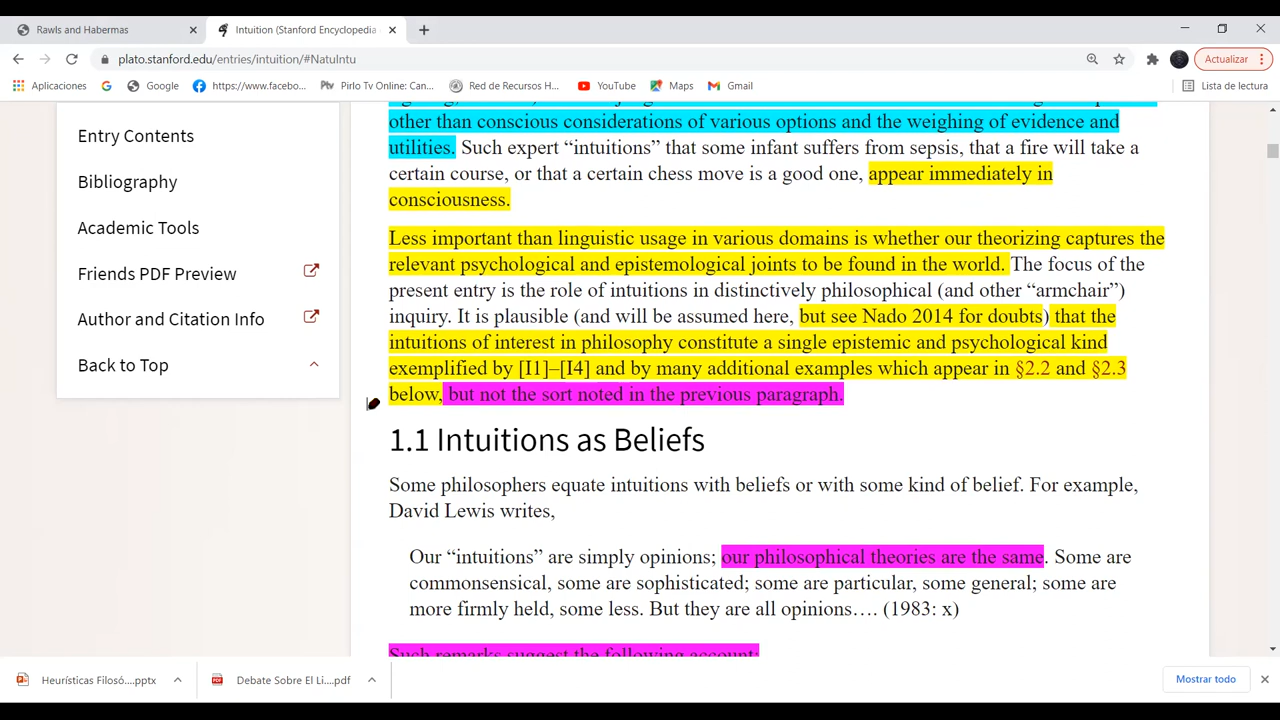 Rawls and Habermas
Intuition (Stanford Encyclopedia
plato.stanford.edu/entries/intuition/#NatuIntu
Actualizar
Aplicaciones
Google
https://www.facebo...
Pirlo Tv Online: Can...
Red de Recursos H...
YouTube
Maps
Gmail
Lista de lectura
Entry Contents
Bibliography
Academic Tools
Friends PDF Preview
Author and Citation Info
Back to Top
other than conscious considerations of various options and the weighing of evidence and
utilities. Such expert “intuitions” that some infant suffers from sepsis, that a fire will take a
certain course, or that a certain chess move is a good one, appear immediately in
consciousness.
Less important than linguistic usage in various domains is whether our theorizing captures the
relevant psychological and epistemological joints to be found in the world. The focus of the
present entry is the role of intuitions in distinctively philosophical (and other “armchair”)
inquiry. It is plausible (and will be assumed here, but see Nado 2014 for doubts) that the
intuitions of interest in philosophy constitute a single epistemic and psychological kind
exemplified by [I1]–[I4] and by many additional examples which appear in §2.2 and §2.3
below, but not the sort noted in the previous paragraph.
1.1 Intuitions as Beliefs
Some philosophers equate intuitions with beliefs or with some kind of belief. For example,
David Lewis writes,
Our “intuitions” are simply opinions; our philosophical theories are the same. Some are
commonsensical, some are sophisticated; some are particular, some general; some are
more firmly held, some less. But they are all opinions…. (1983: x)
Such remarks suggest the following account:
Heurísticas Filosó....pptx
Debate Sobre El Li....pdf
Mostrar todo